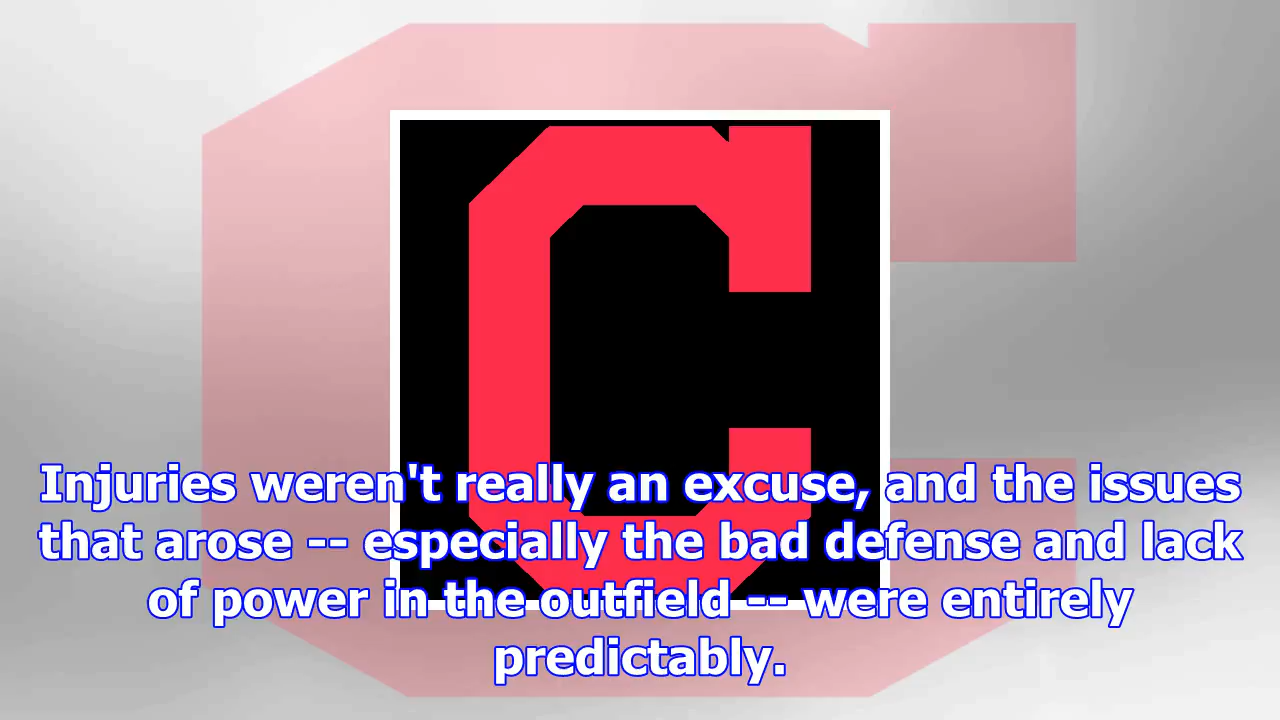 Injuries weren't really an excuse, and the issues
that arose -- especially the bad defense and lack
of power in the outfield -- were entirely
predictably.